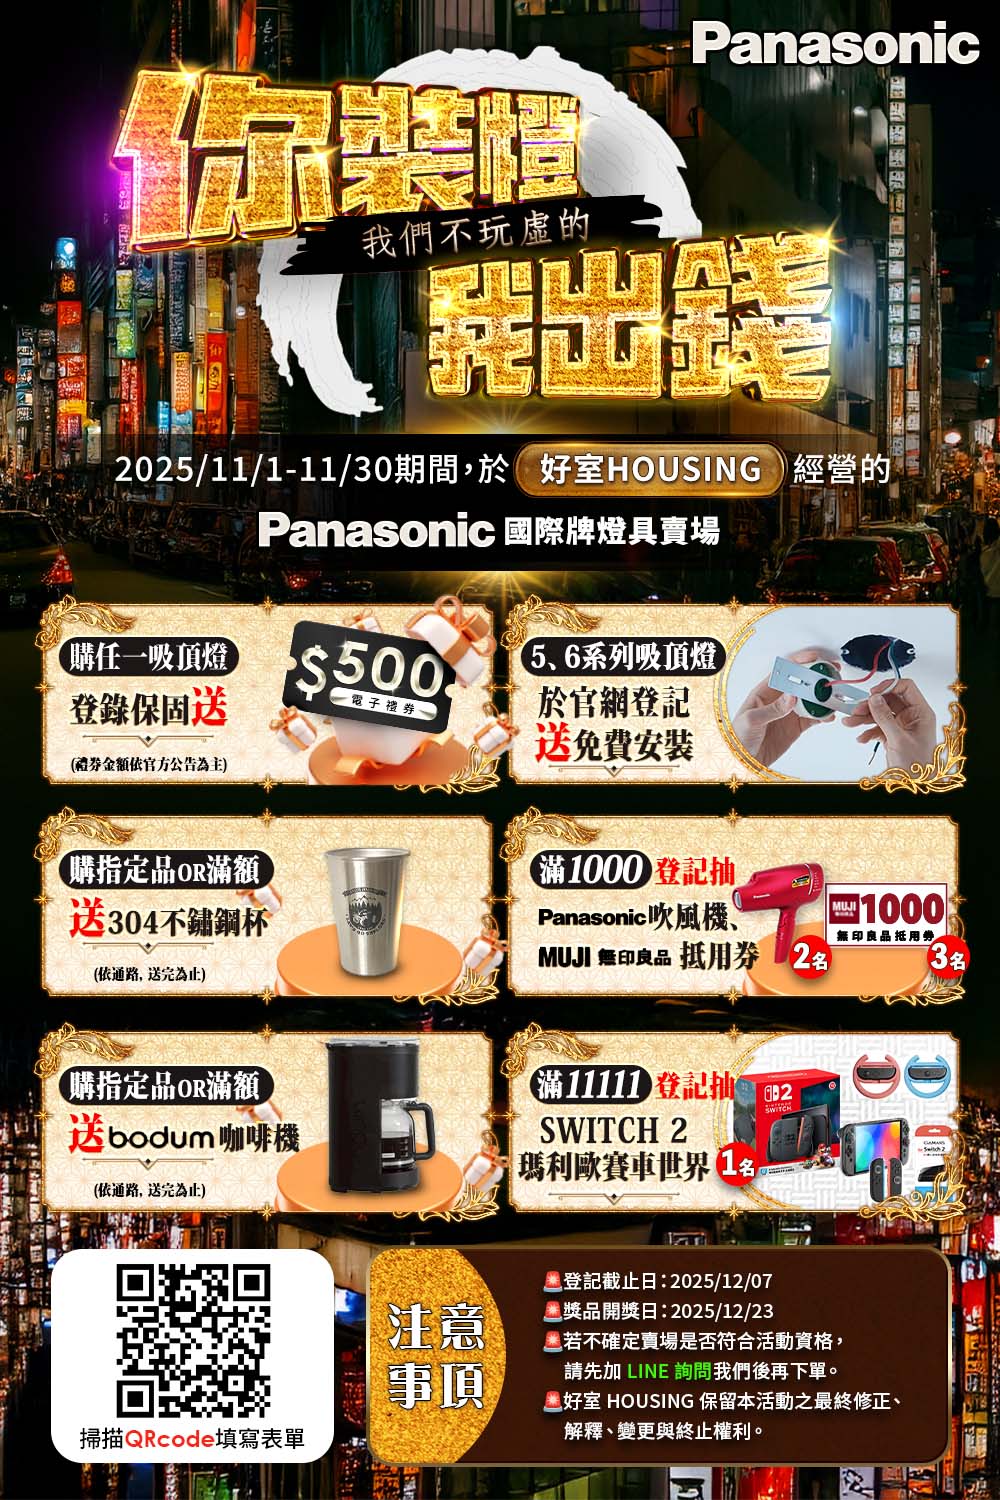 Panasonic
你裝燈
我們不玩虛的
我出錢
2025/11/1-11/30期間，於 好室HOUSING 經營的
Panasonic 國際牌燈具賣場
購任一吸頂燈
登錄保固送
(禮券金額依官方公告為主)
$500
電子禮券
5、6系列吸頂燈
於官網登記
送免費安裝
購指定品OR滿額
送304不鏽鋼杯
(依通路, 送完為止)
滿1000 登記抽
Panasonic吹風機、
MUJI 無印良品 抵用券
2名
MUJI 1000
無印良品抵用券
3名
購指定品OR滿額
送bodum咖啡機
(依通路, 送完為止)
滿11111 登記抽
SWITCH 2
瑪利歐賽車世界
1名
2
NINTENDO
SWITCH
Switch 2
掃描QRcode填寫表單
注意
事項
登記截止日：2025/12/07
獎品開獎日：2025/12/23
若不確定賣場是否符合活動資格，
請先加 LINE 詢問我們後再下單。
好室 HOUSING 保留本活動之最終修正、
解釋、變更與終止權利。